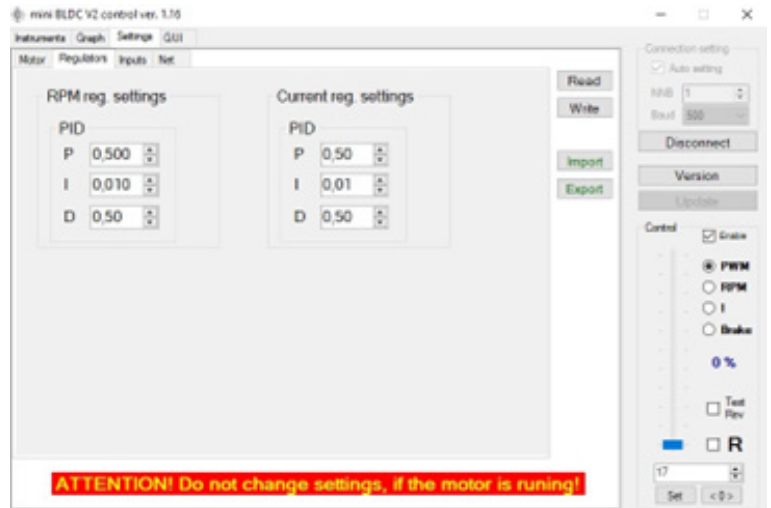 mini BLDC V2 control ver. 1.16
Instruments Graph Settings GUI
Motor Regulators Inputs Net
RPM reg. settings
PID
P 0,500
I 0,010
D 0,50
Current reg. settings
PID
P 0,50
I 0,01
D 0,50
Read
Write
Import
Export
ATTENTION! Do not change settings, if the motor is runing!
Connection setting
Auto setting
NNB 1
Baud 500
Disconnect
Version
Update
Control
Enable
PWM
RPM
I
Brake
0 %
Test
Rev
R
17
Set < 0 >